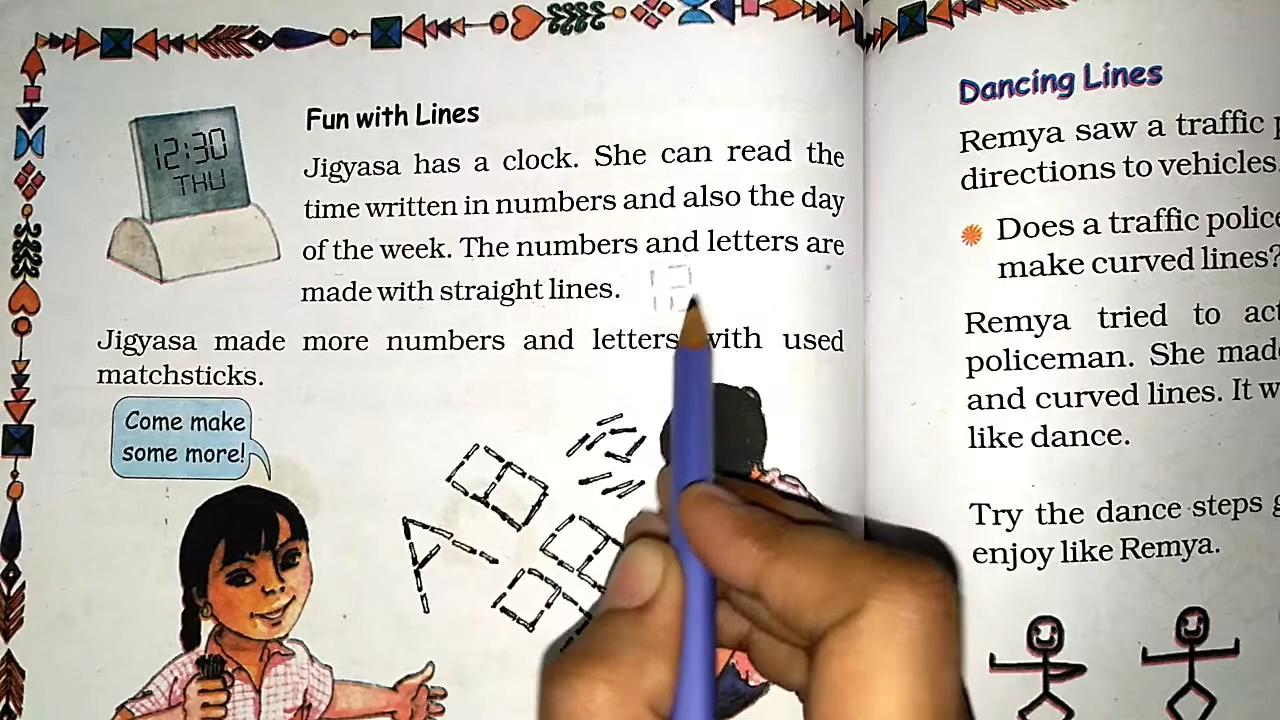 12:30
THU
Fun with Lines
Jigyasa has a clock. She can read the
time written in numbers and also the day
of the week. The numbers and letters are
made with straight lines.
12
Jigyasa made more numbers and letters with used
matchsticks.
Come make
some more!
A
Dancing Lines
Remya saw a traffic
directions to vehicles.
Does a traffic police
make curved lines?
Remya tried to act
policeman. She made
and curved lines. It
like dance.
Try the dance steps
enjoy like Remya.